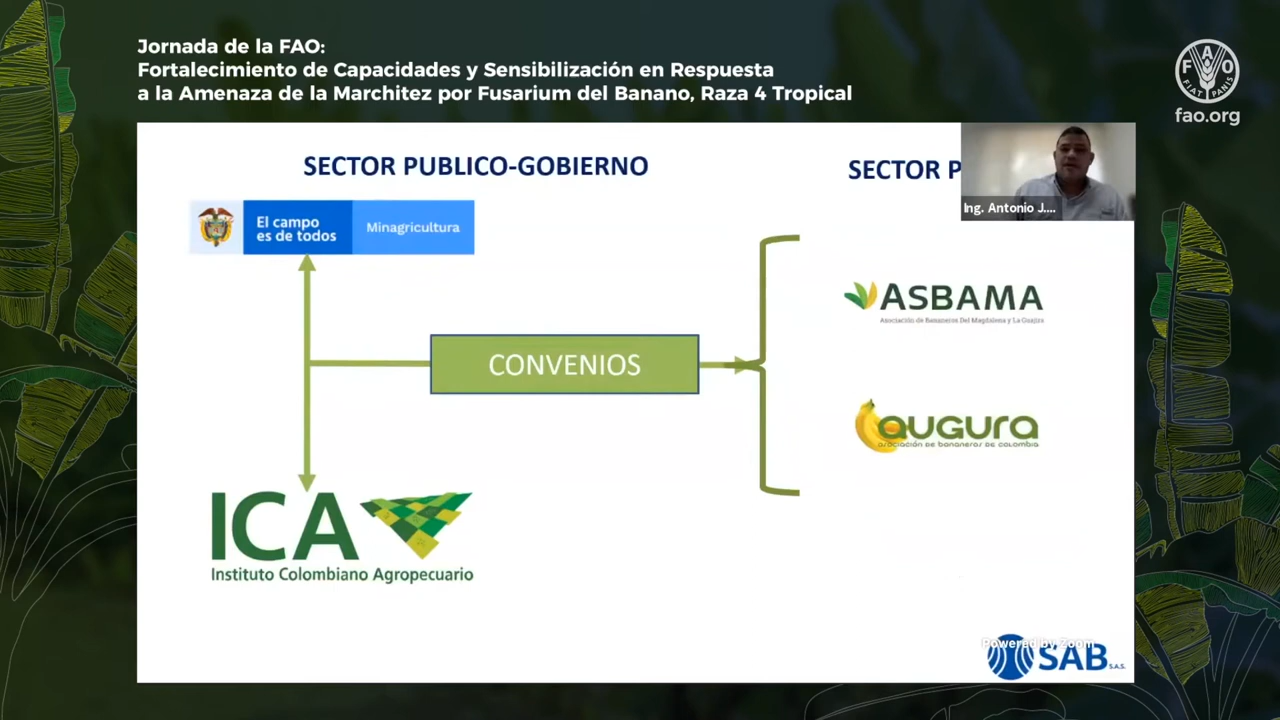 Jornada de la FAO:
Fortalecimiento de Capacidades y Sensibilización en Respuesta
a la Amenaza de la Marchitez por Fusarium del Banano, Raza 4 Tropical
F A O
FIAT PANIS
fao.org
SECTOR PUBLICO-GOBIERNO
SECTOR P
Ing. Antonio J....
El campo
es de todos
Minagricultura
ASBAMA
Asociación de Bananeros Del Magdalena y La Guajira
CONVENIOS
augura
asociación de bananeros de colombia
ICA
Instituto Colombiano Agropecuario
Powered by Zoom
SAB S.A.S.